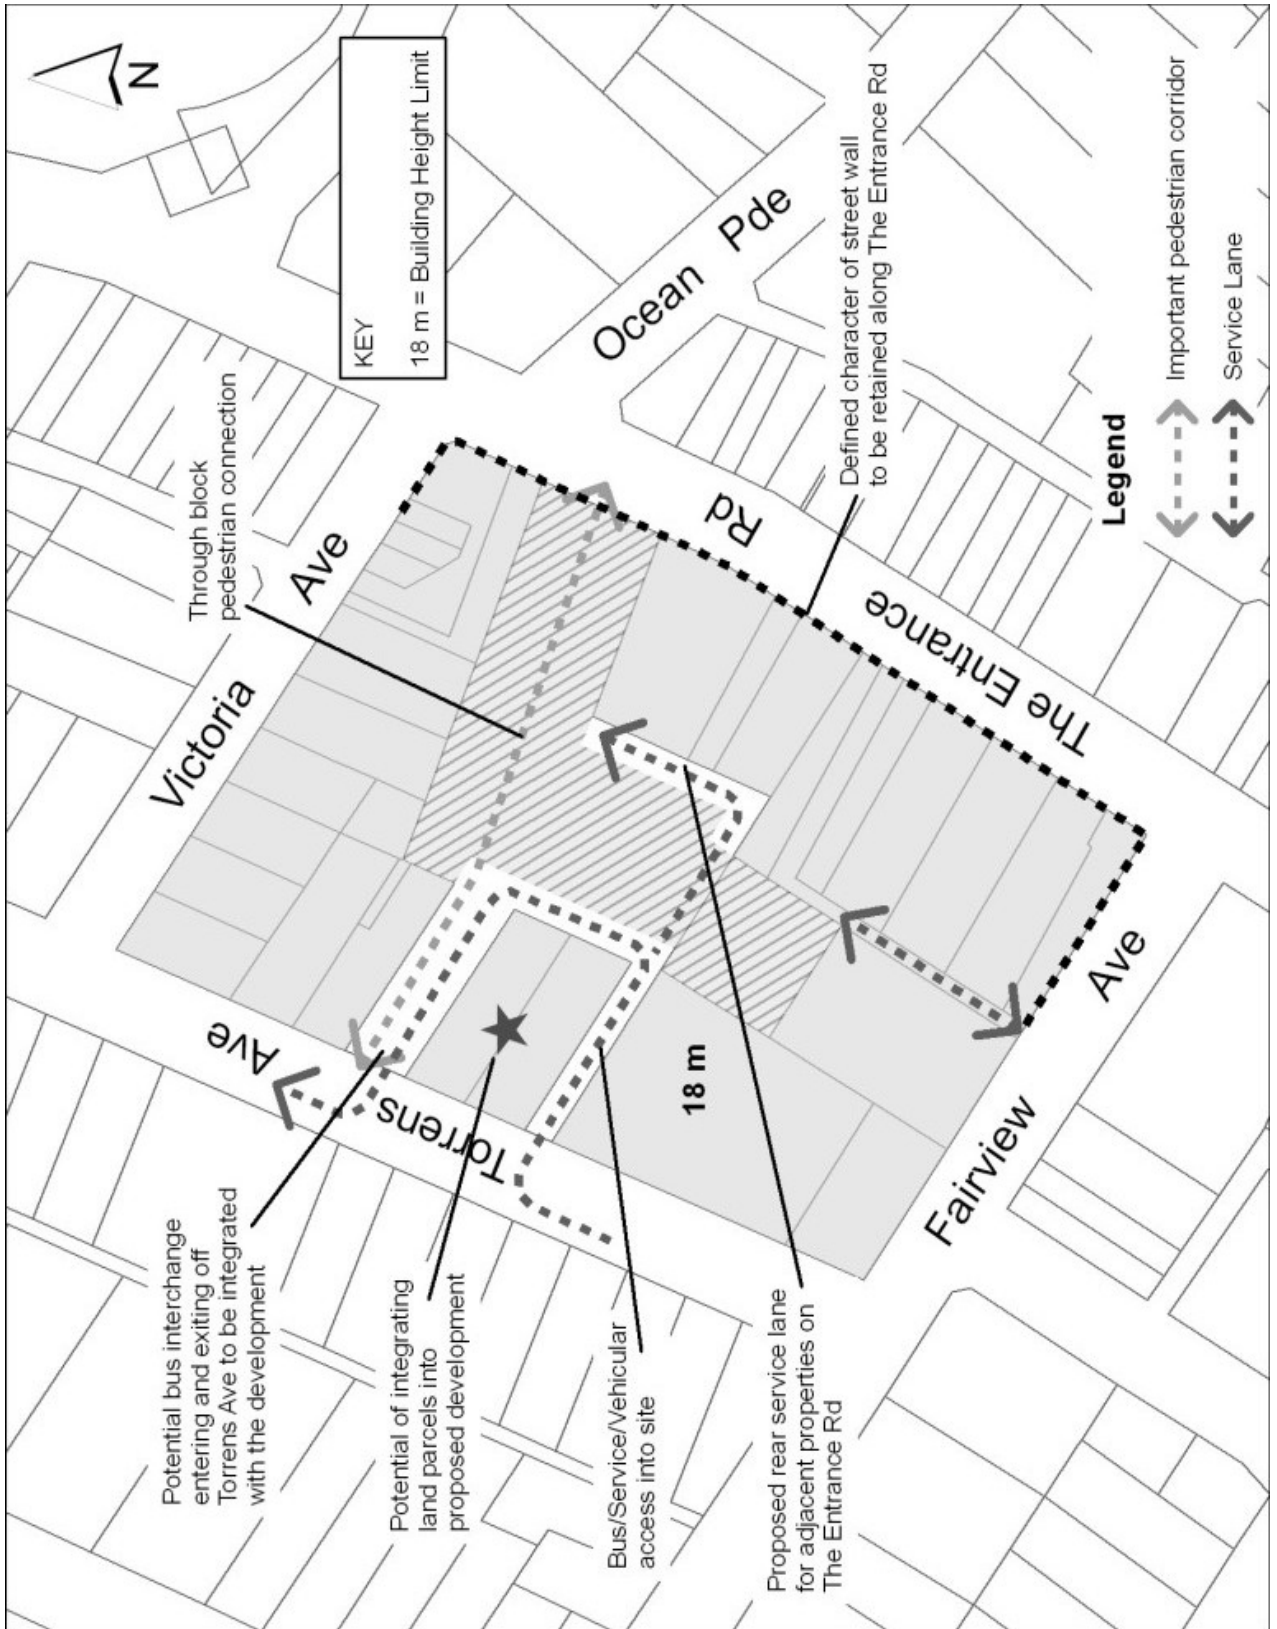 N
KEY
18 m = Building Height Limit
Through block
pedestrian connection
Victoria
Ave
Ocean
Pde
Potential bus interchange
entering and exiting off
Torrens Ave to be integrated
with the development
Torrens
Ave
Potential of integrating
land parcels into
proposed development
The Entrance
Rd
Bus/Service/Vehicular
access into site
18 m
Proposed rear service lane
for adjacent properties on
The Entrance Rd
Defined character of street wall
to be retained along The Entrance Rd
Fairview
Ave
Legend
Important pedestrian corridor
Service Lane